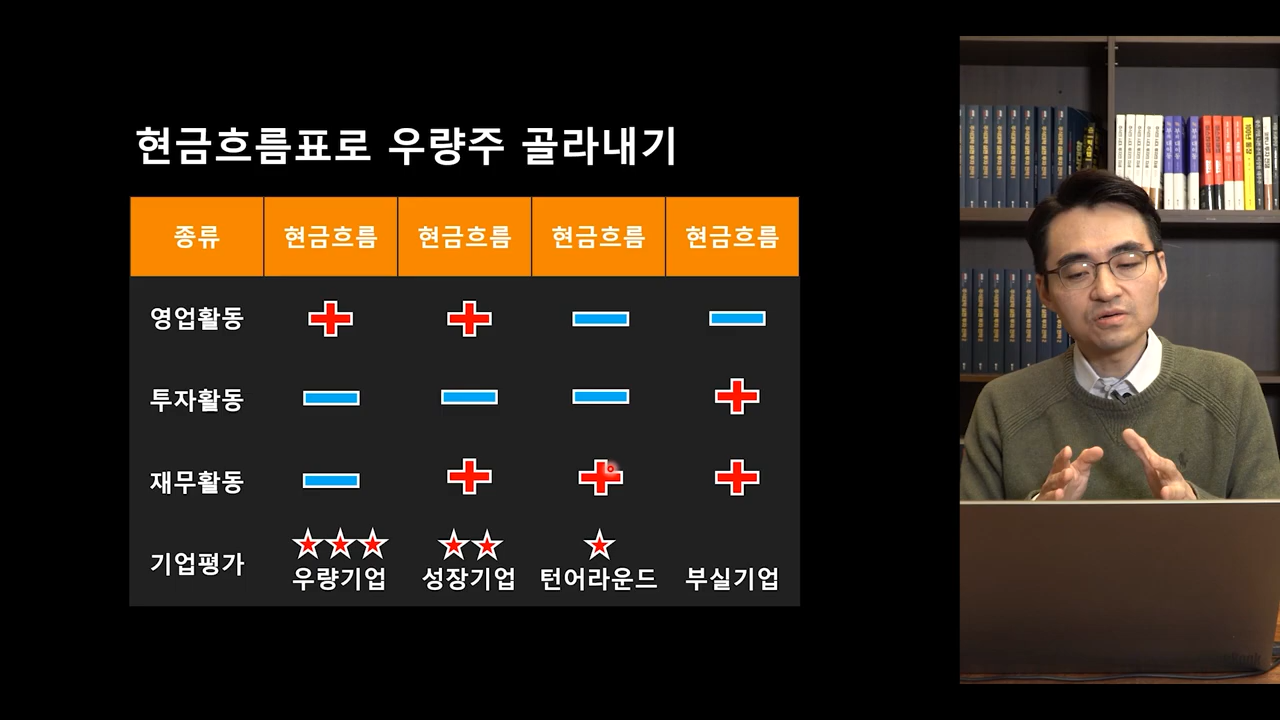 현금흐름표로 우량주 골라내기
종류 현금흐름 현금흐름 현금흐름 현금흐름
영업활동
투자활동
재무활동
기업평가 우량기업 성장기업 턴어라운드 부실기업